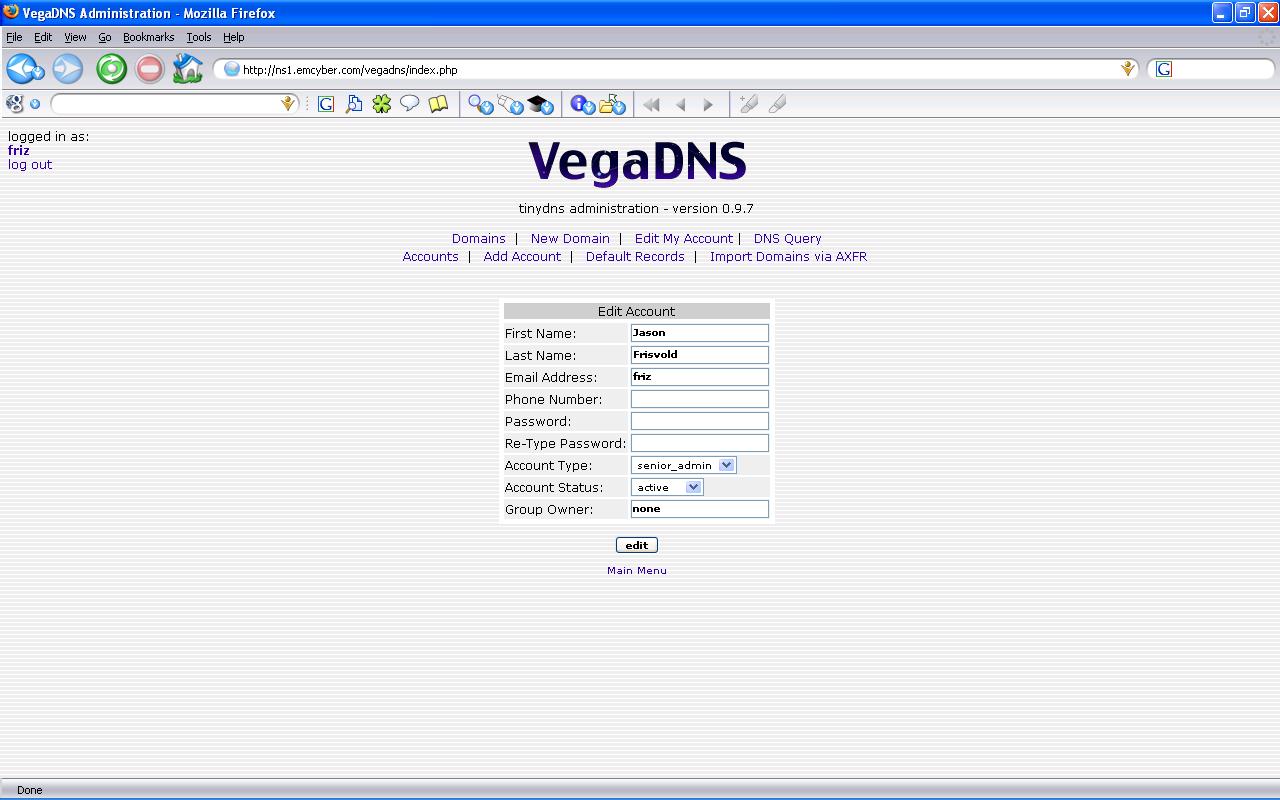 VegaDNS Administration - Mozilla Firefox
File Edit View Go Bookmarks Tools Help
http://ns1.emcyber.com/vegadns/index.php
G
G
logged in as:
friz
log out
VegaDNS
tinydns administration - version 0.9.7
Domains | New Domain | Edit My Account | DNS Query
Accounts | Add Account | Default Records | Import Domains via AXFR
Edit Account
First Name: Jason
Last Name: Frisvold
Email Address: friz
Phone Number:
Password:
Re-Type Password:
Account Type: senior_admin
Account Status: active
Group Owner: none
edit
Main Menu
Done